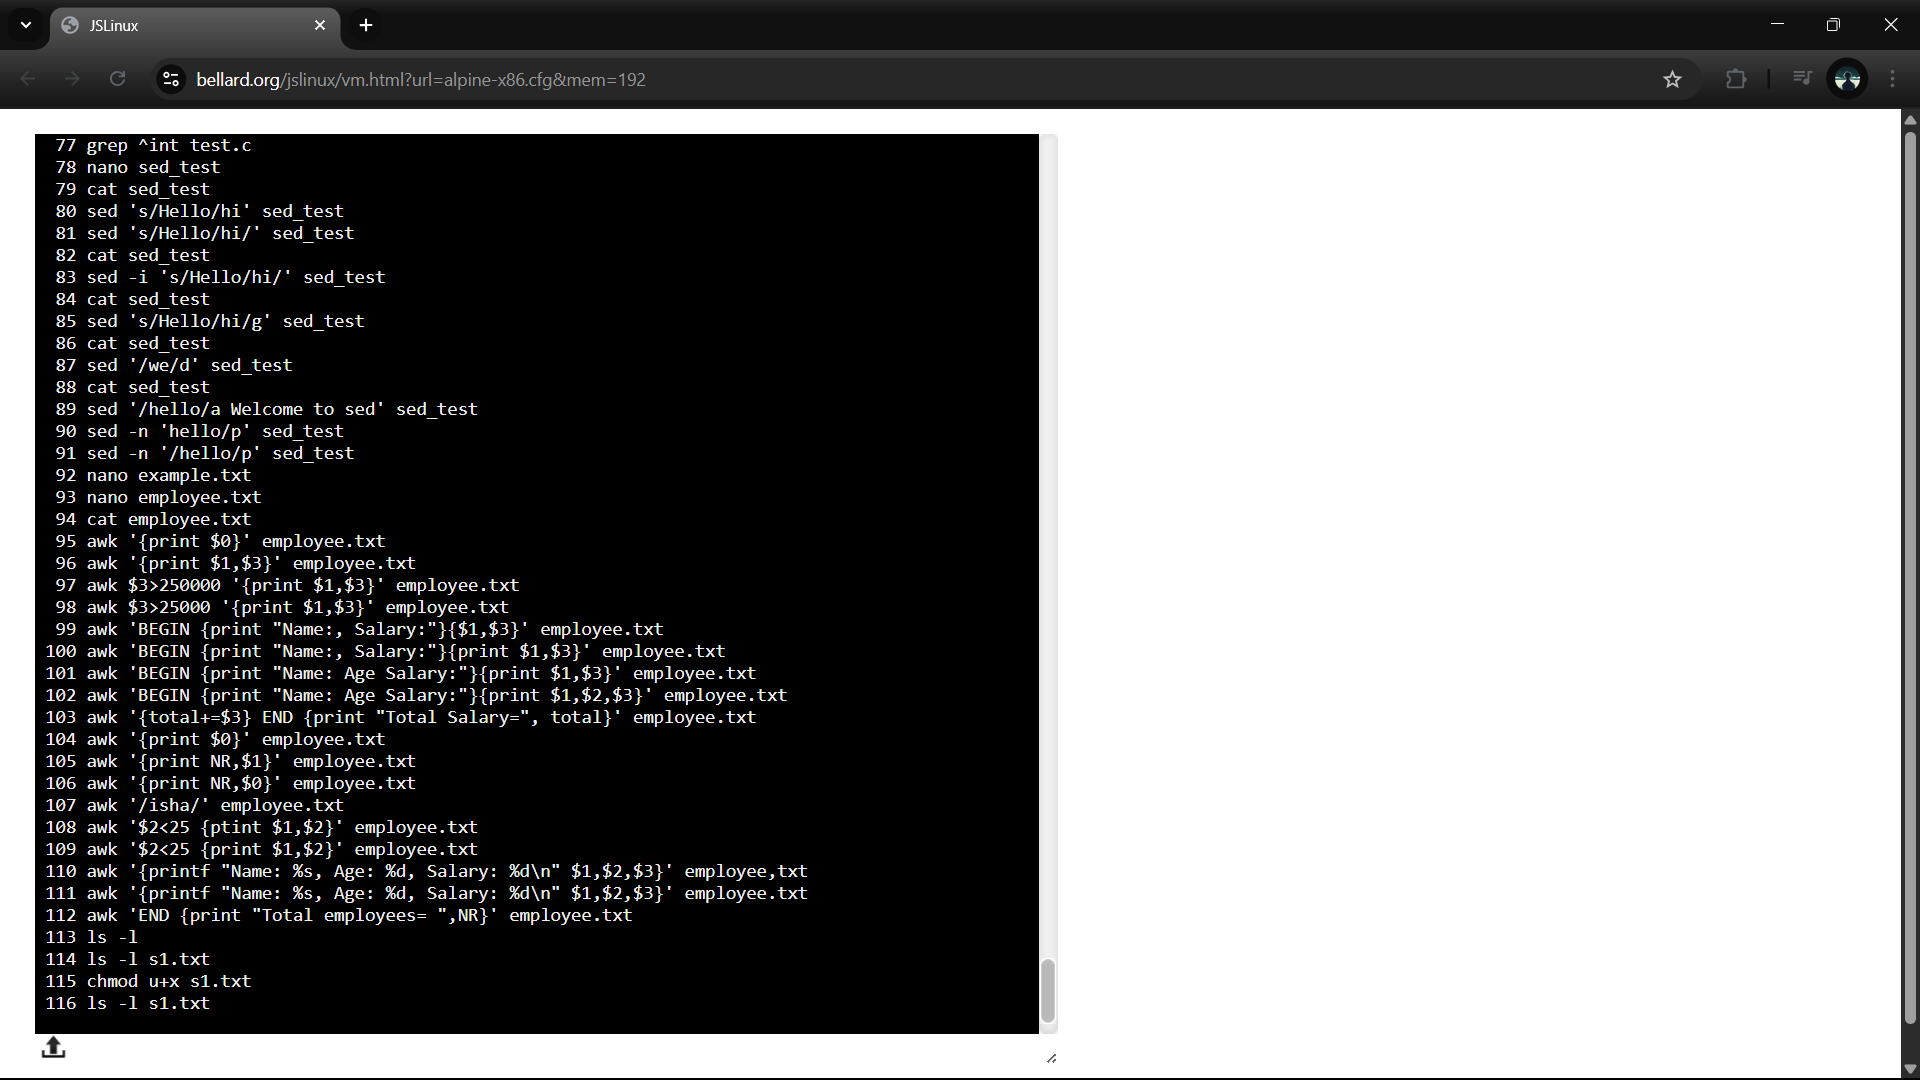 JSLinux
bellard.org/jslinux/vm.html?url=alpine-x86.cfg&mem=192
77 grep ^int test.c
78 nano sed_test
79 cat sed_test
80 sed 's/Hello/hi' sed_test
81 sed 's/Hello/hi/' sed_test
82 cat sed_test
83 sed -i 's/Hello/hi/' sed_test
84 cat sed_test
85 sed 's/Hello/hi/g' sed_test
86 cat sed_test
87 sed '/we/d' sed_test
88 cat sed_test
89 sed '/hello/a Welcome to sed' sed_test
90 sed -n 'hello/p' sed_test
91 sed -n '/hello/p' sed_test
92 nano example.txt
93 nano employee.txt
94 cat employee.txt
95 awk '{print $0}' employee.txt
96 awk '{print $1,$3}' employee.txt
97 awk $3>250000 '{print $1,$3}' employee.txt
98 awk $3>25000 '{print $1,$3}' employee.txt
99 awk 'BEGIN {print "Name:, Salary:"}{$1,$3}' employee.txt
100 awk 'BEGIN {print "Name:, Salary:"}{print $1,$3}' employee.txt
101 awk 'BEGIN {print "Name: Age Salary:"}{print $1,$3}' employee.txt
102 awk 'BEGIN {print "Name: Age Salary:"}{print $1,$2,$3}' employee.txt
103 awk '{total+=$3} END {print "Total Salary=", total}' employee.txt
104 awk '{print $0}' employee.txt
105 awk '{print NR,$1}' employee.txt
106 awk '{print NR,$0}' employee.txt
107 awk '/isha/' employee.txt
108 awk '$2<25 {ptint $1,$2}' employee.txt
109 awk '$2<25 {print $1,$2}' employee.txt
110 awk '{printf "Name: %s, Age: %d, Salary: %d\n" $1,$2,$3}' employee,txt
111 awk '{printf "Name: %s, Age: %d, Salary: %d\n" $1,$2,$3}' employee.txt
112 awk 'END {print "Total employees= ",NR}' employee.txt
113 ls -l
114 ls -l s1.txt
115 chmod u+x s1.txt
116 ls -l s1.txt